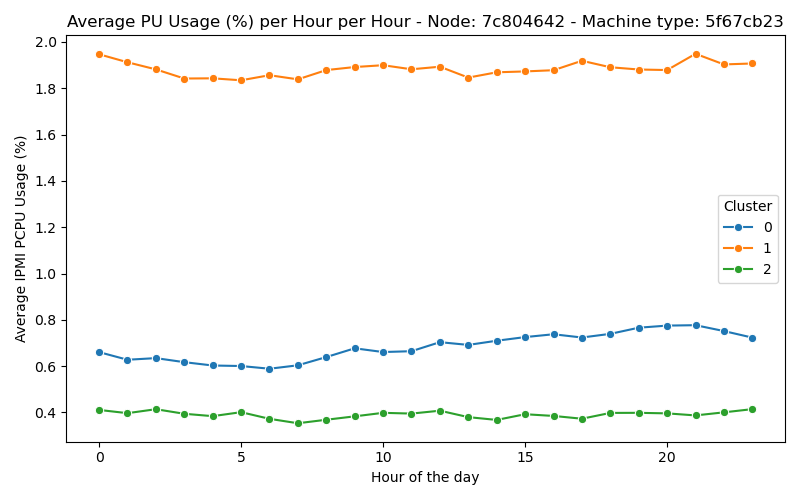 Average PU Usage (%) per Hour per Hour - Node: 7c804642 - Machine type: 5f67cb23
2.0
1.8
1.6
1.4
1.2
1.0
0.8
0.6
0.4
Average IPMI PCPU Usage (%)
Cluster
0
1
2
0 5 10 15 20
Hour of the day